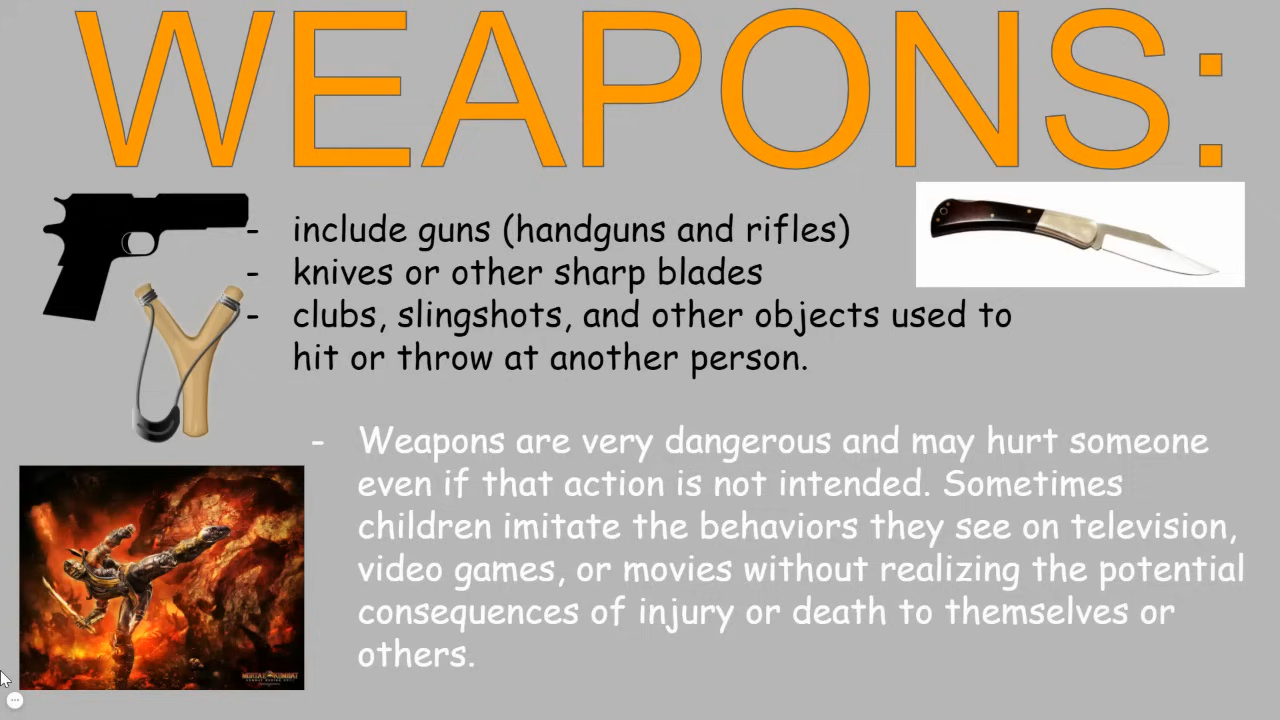 WEAPONS:
- include guns (handguns and rifles)
- knives or other sharp blades
- clubs, slingshots, and other objects used to
hit or throw at another person.
- Weapons are very dangerous and may hurt someone
even if that action is not intended. Sometimes
children imitate the behaviors they see on television,
video games, or movies without realizing the potential
consequences of injury or death to themselves or
others.
MORTAL KOMBAT